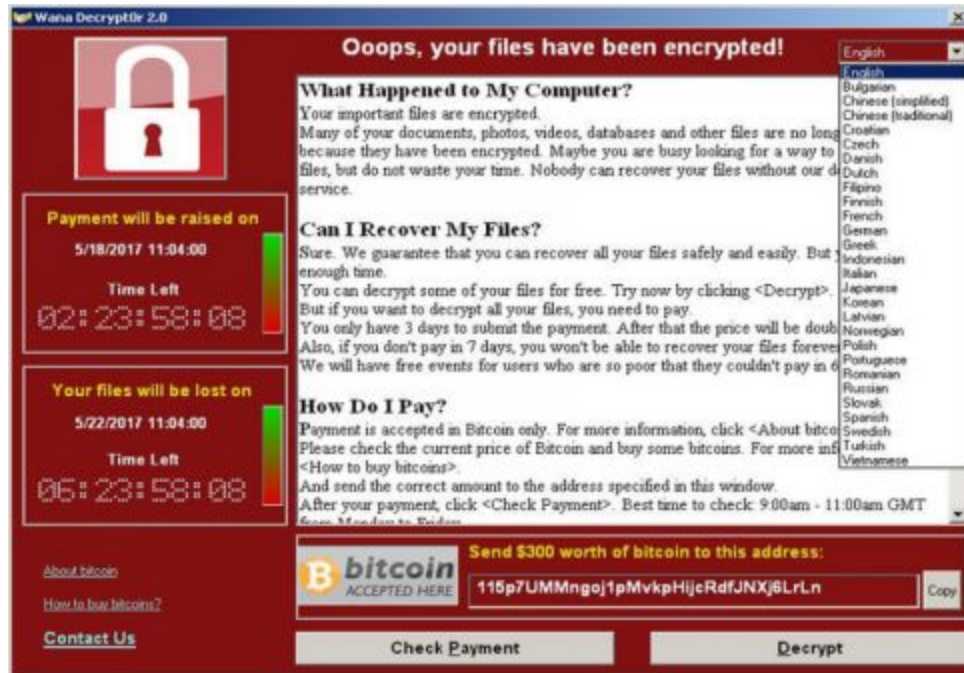 Wana Decrypt0r 2.0
Ooops, your files have been encrypted!
English
English
Bulgarian
Chinese (simplified)
Chinese (traditional)
Croatian
Czech
Danish
Dutch
Filipino
Finnish
French
German
Greek
Indonesian
Italian
Japanese
Korean
Latvian
Norwegian
Polish
Portuguese
Romanian
Russian
Slovak
Spanish
Swedish
Turkish
Vietnamese
What Happened to My Computer?
Your important files are encrypted.
Many of your documents, photos, videos, databases and other files are no
because they have been encrypted. Maybe you are busy looking for a way to
files, but do not waste your time. Nobody can recover your files without our
service.
Can I Recover My Files?
Sure. We guarantee that you can recover all your files safely and easily. But
enough time.
You can decrypt some of your files for free. Try now by clicking <Decrypt>.
But if you want to decrypt all your files, you need to pay.
You only have 3 days to submit the payment. After that the price will be
Also, if you don't pay in 7 days, you won't be able to recover your files
We will have free events for users who are so poor that they couldn't pay in 6
How Do I Pay?
Payment is accepted in Bitcoin only. For more information, click <About
Please check the current price of Bitcoin and buy some bitcoins. For more
<How to buy bitcoins>.
And send the correct amount to the address specified in this window.
After your payment, click <Check Payment>. Best time to check: 9:00am - 11:00am GMT
from Monday to Friday
Payment will be raised on
5/18/2017 11:04:00
Time Left
02:23:58:08
Your files will be lost on
5/22/2017 11:04:00
Time Left
06:23:58:08
About bitcoin
How to buy bitcoins?
Contact Us
bitcoin
ACCEPTED HERE
Send $300 worth of bitcoin to this address:
115p7UMMngoj1pMvkpHijcRdfJNXj6LrLn
Copy
Check Payment
Decrypt